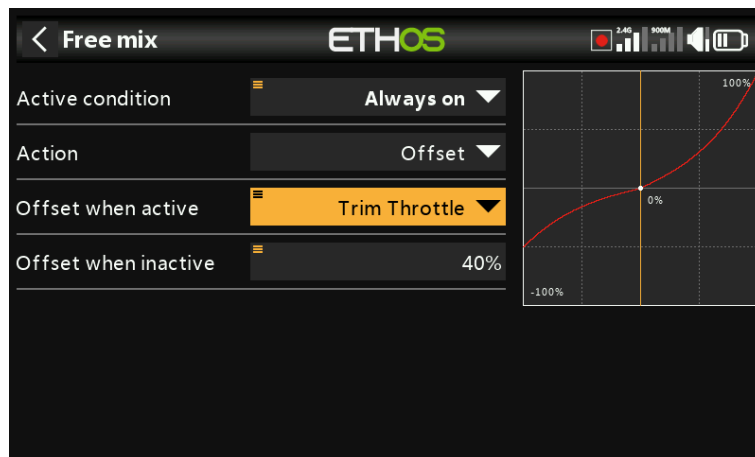 Free mix
ETHOS
2.4G 900M
Active condition
Always on
Action
Offset
Offset when active
Trim Throttle
Offset when inactive
40%
100%
0%
-100%